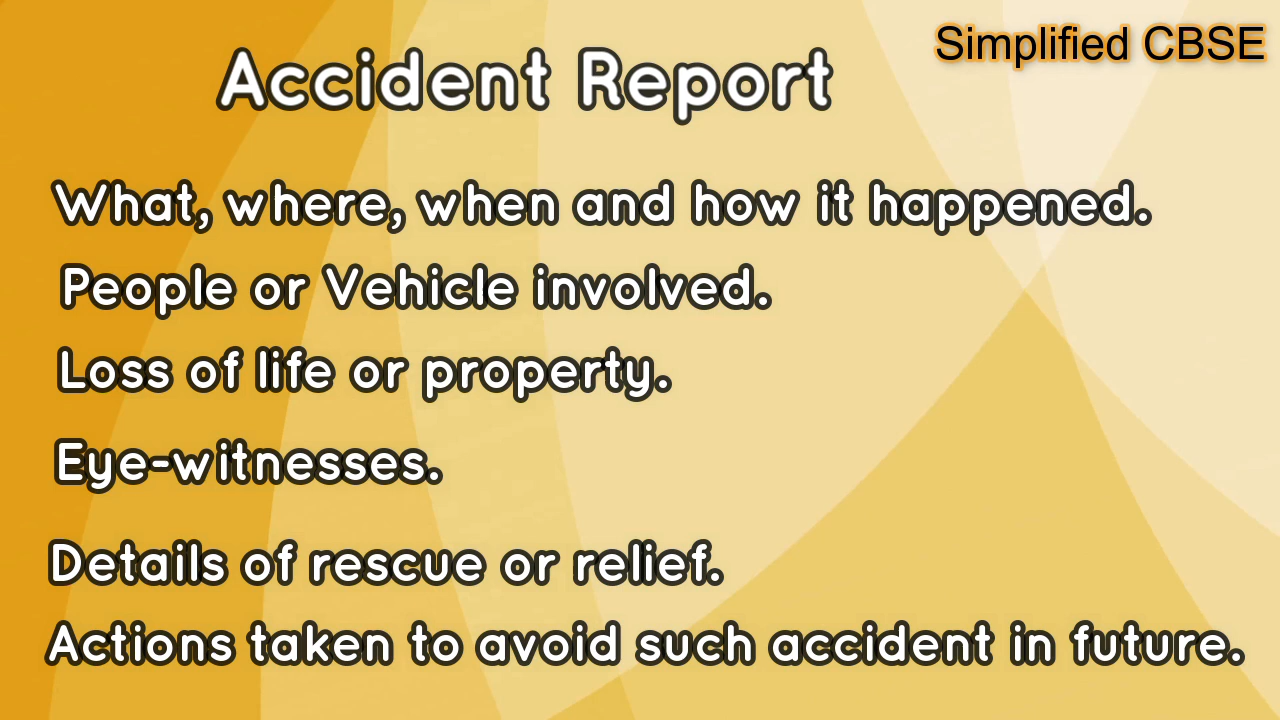 Simplified CBSE
Accident Report
What, where, when and how it happened.
People or Vehicle involved.
Loss of life or property.
Eye-witnesses.
Details of rescue or relief.
Actions taken to avoid such accident in future.